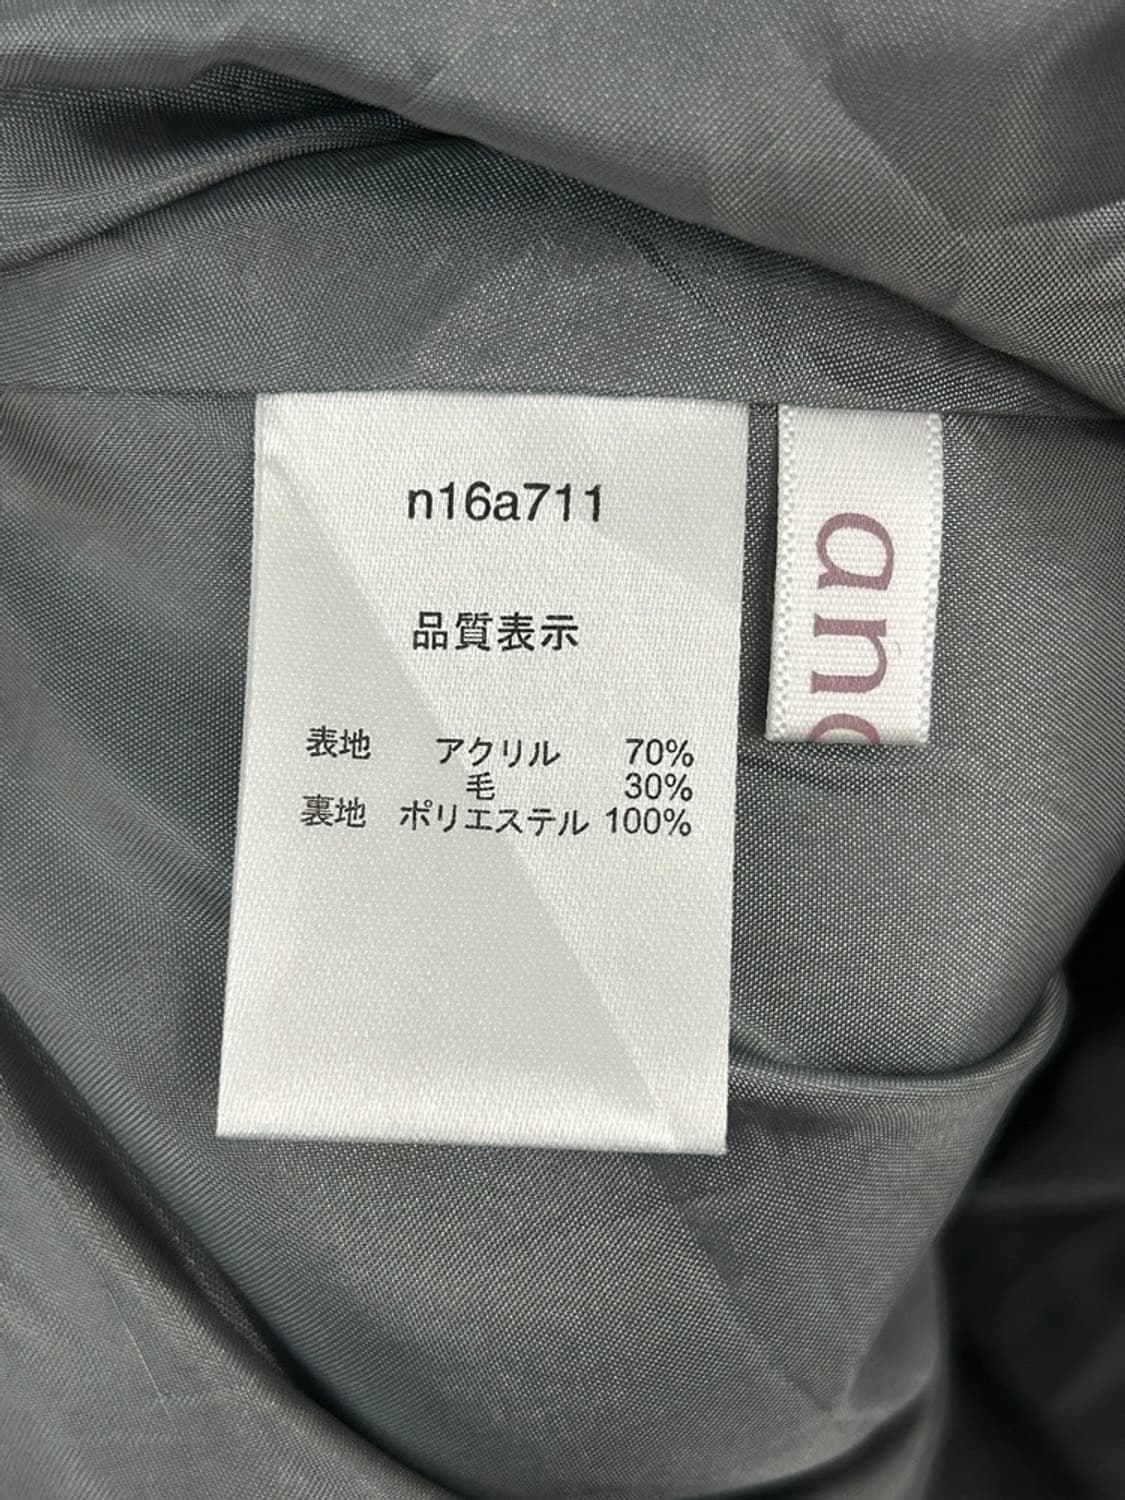 n16a711
品質表示
表地 アクリル 70%
毛 30%
裏地 ポリエステル 100%
an